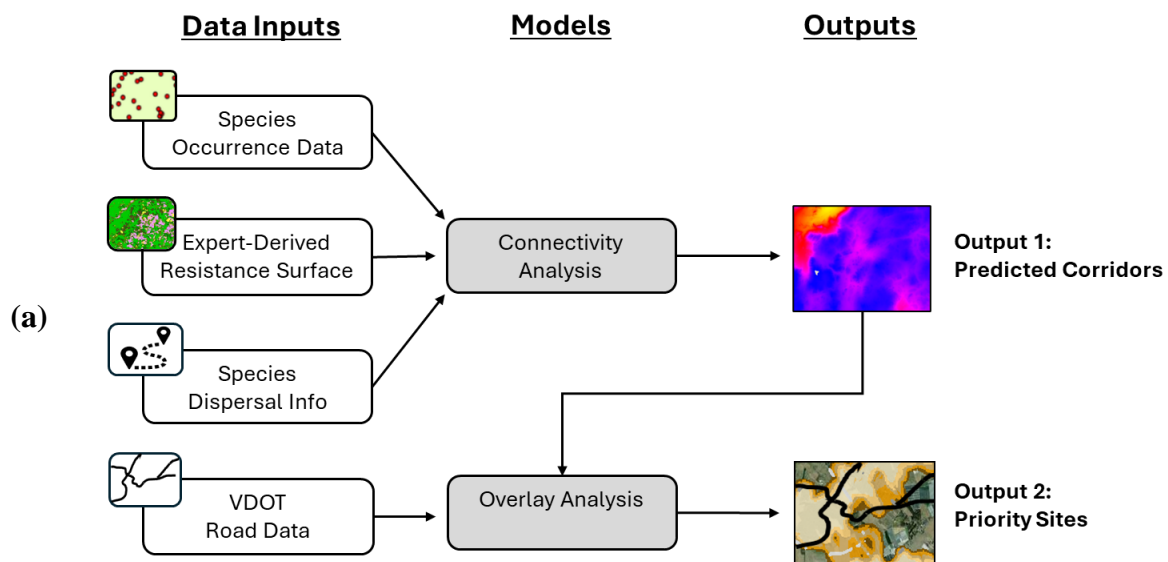 Data Inputs
Models
Outputs
Species
Occurrence Data
Expert-Derived
Resistance Surface
Connectivity
Analysis
Output 1:
Predicted Corridors
(a)
Species
Dispersal Info
VDOT
Road Data
Overlay Analysis
Output 2:
Priority Sites